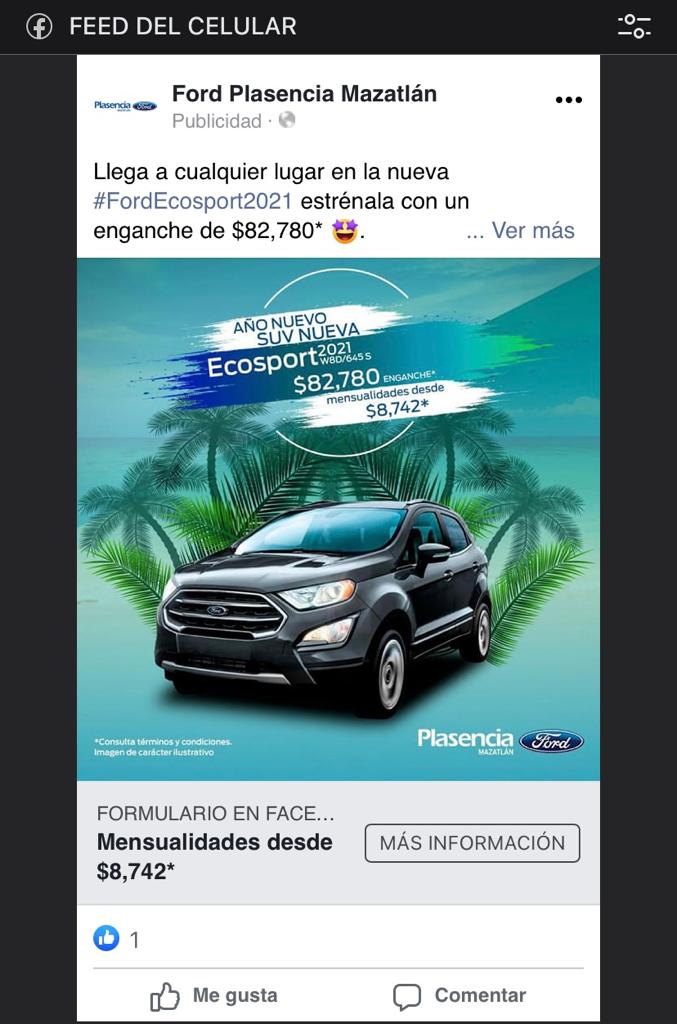 FEED DEL CELULAR
Plasencia Ford
MAZATLÁN
Ford Plasencia Mazatlán
Publicidad ·
Llega a cualquier lugar en la nueva
#FordEcosport2021 estrénala con un
enganche de $82,780* 🤩. ... Ver más
AÑO NUEVO
SUV NUEVA
Ecosport 2021
W8D/645 S
$82,780 ENGANCHE*
mensualidades desde
$8,742*
Ford
*Consulta términos y condiciones.
Imagen de carácter ilustrativo
Plasencia Ford
MAZATLÁN
FORMULARIO EN FACE...
Mensualidades desde
$8,742*
MÁS INFORMACIÓN
1
Me gusta
Comentar